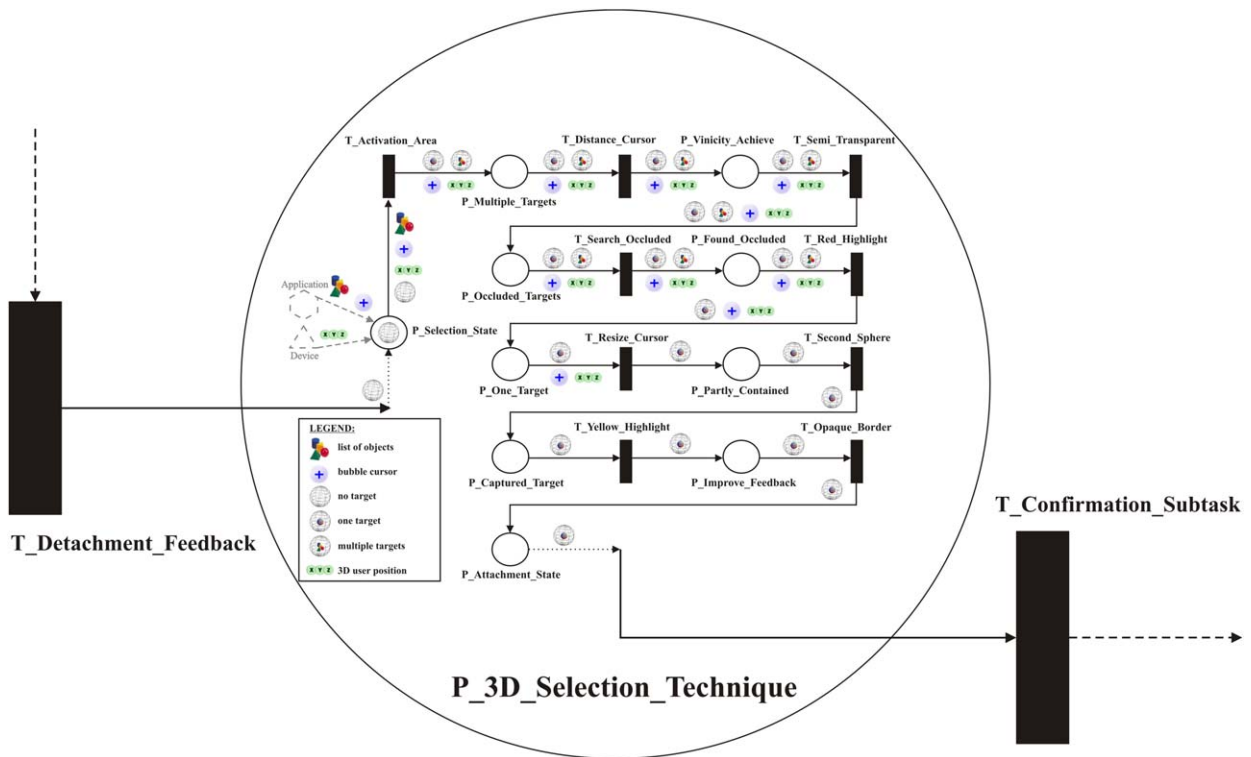 T_Activation_Area
T_Distance_Cursor
P_Vinicity_Achieve
T_Semi_Transparent
X Y Z
X Y Z
X Y Z
X Y Z
P_Multiple_Targets
X Y Z
T_Search_Occluded
P_Found_Occluded
T_Red_Highlight
X Y Z
X Y Z
X Y Z
X Y Z
P_Occluded_Targets
Application
X Y Z
X Y Z
P_Selection_State
Device
T_Resize_Cursor
T_Second_Sphere
X Y Z
P_One_Target
P_Partly_Contained
LEGEND:
list of objects
bubble cursor
no target
one target
multiple targets
X Y Z 3D user position
T_Yellow_Highlight
T_Opaque_Border
P_Captured_Target
P_Improve_Feedback
P_Attachment_State
T_Detachment_Feedback
T_Confirmation_Subtask
P_3D_Selection_Technique